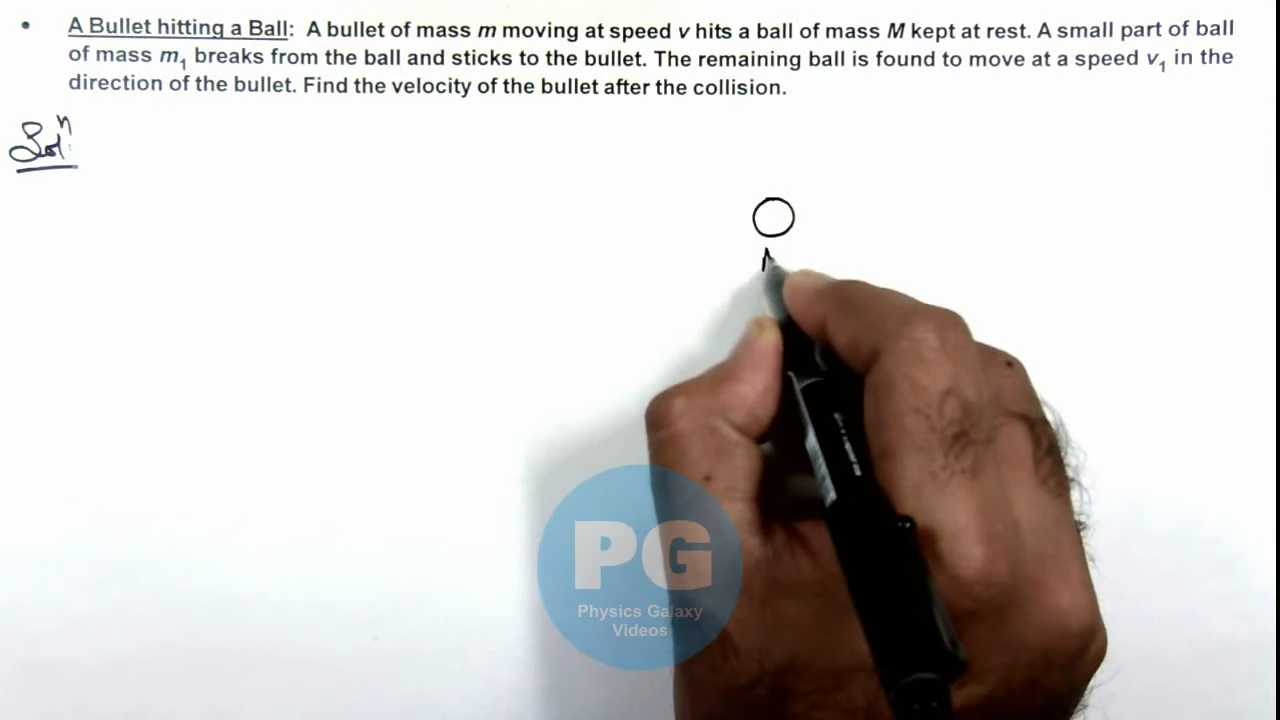 • A Bullet hitting a Ball: A bullet of mass m moving at speed v hits a ball of mass M kept at rest. A small part of ball
of mass m₁ breaks from the ball and sticks to the bullet. The remaining ball is found to move at a speed v₁ in the
direction of the bullet. Find the velocity of the bullet after the collision.
Solⁿ:
PG
Physics Galaxy
Videos